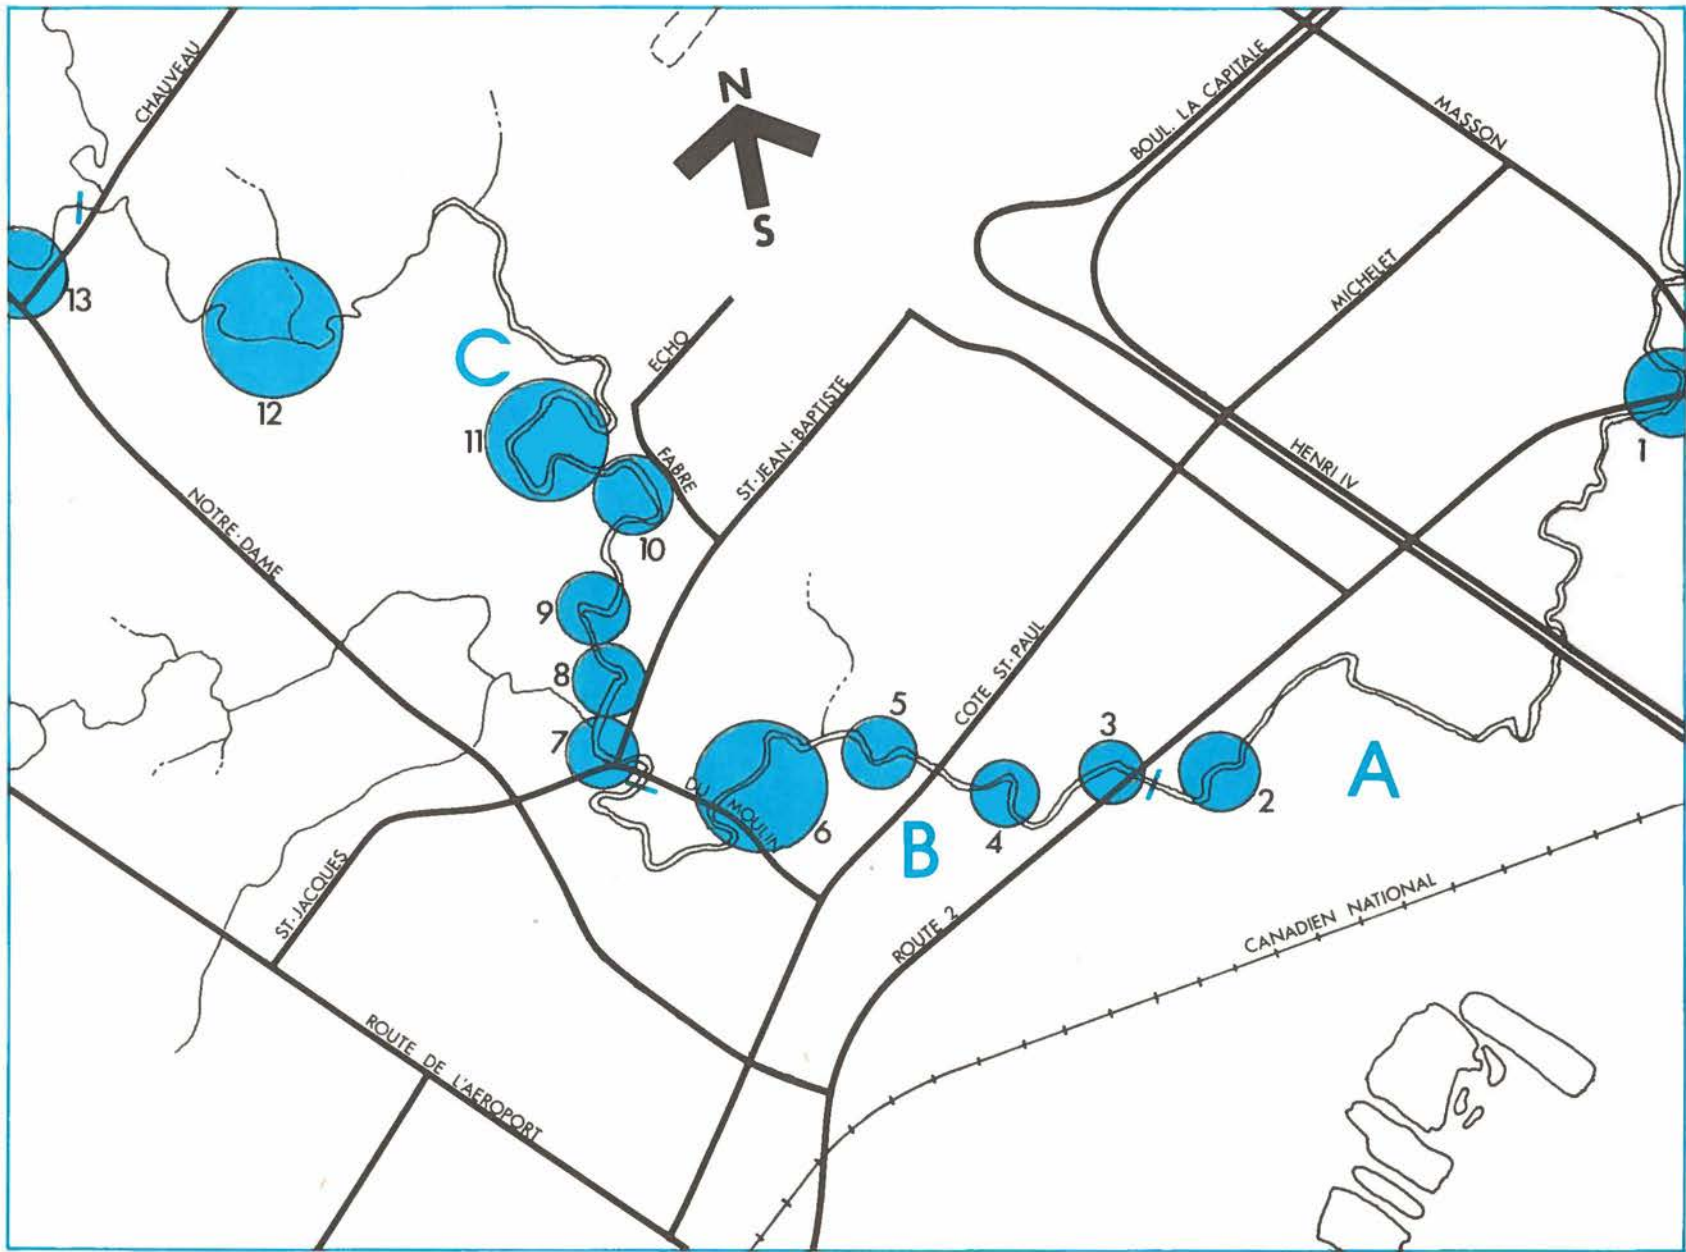 CHAUVEAU
N
S
BOUL. LA CAPITALE
MASSON
MICHELET
13
12
C
ECHO
11
FABRE
ST-JEAN-BAPTISTE
HENRI IV
1
10
NOTRE-DAME
9
8
7
5
COTE ST-PAUL
3
A
2
DU MOULIN
6
B
4
ST-JACQUES
ROUTE 2
CANADIEN NATIONAL
ROUTE DE L'AEROPORT